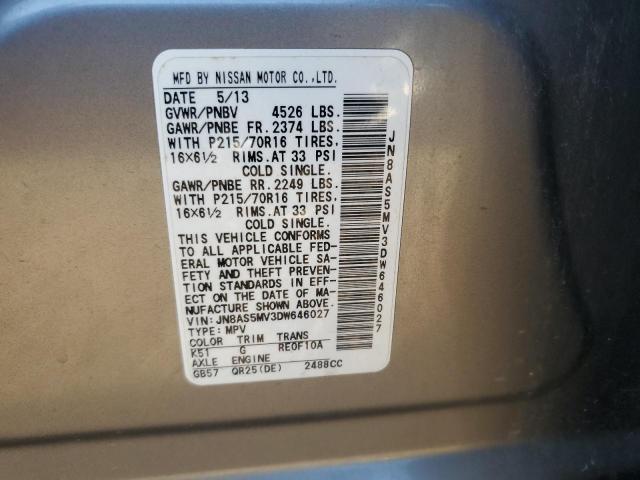 MFD BY NISSAN MOTOR CO.,LTD.
DATE 5/13
GVWR/PNBV 4526 LBS.
GAWR/PNBE FR. 2374 LBS.
WITH P215/70R16 TIRES.
16X6½ RIMS.AT 33 PSI
COLD SINGLE.
GAWR/PNBE RR. 2249 LBS.
WITH P215/70R16 TIRES.
16X6½ RIMS.AT 33 PSI
COLD SINGLE.
THIS VEHICLE CONFORMS
TO ALL APPLICABLE FED-
ERAL MOTOR VEHICLE SA-
FETY AND THEFT PREVEN-
TION STANDARDS IN EFF-
ECT ON THE DATE OF MA-
NUFACTURE SHOWN ABOVE.
VIN: JN8AS5MV3DW646027
TYPE: MPV
COLOR TRIM TRANS
K51 G RE0F10A
AXLE ENGINE
GB57 QR25(DE) 2488CC
JN8AS5MV3DW646027